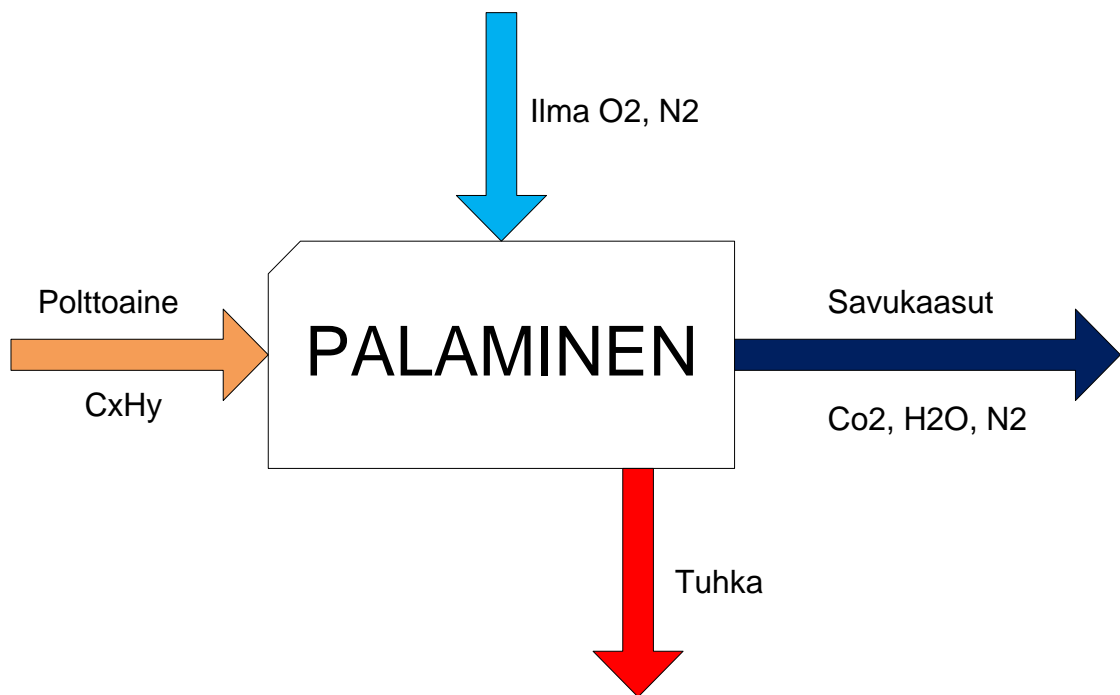 Ilma O2, N2
Polttoaine
CxHy
PALAMINEN
Savukaasut
Co2, H2O, N2
Tuhka